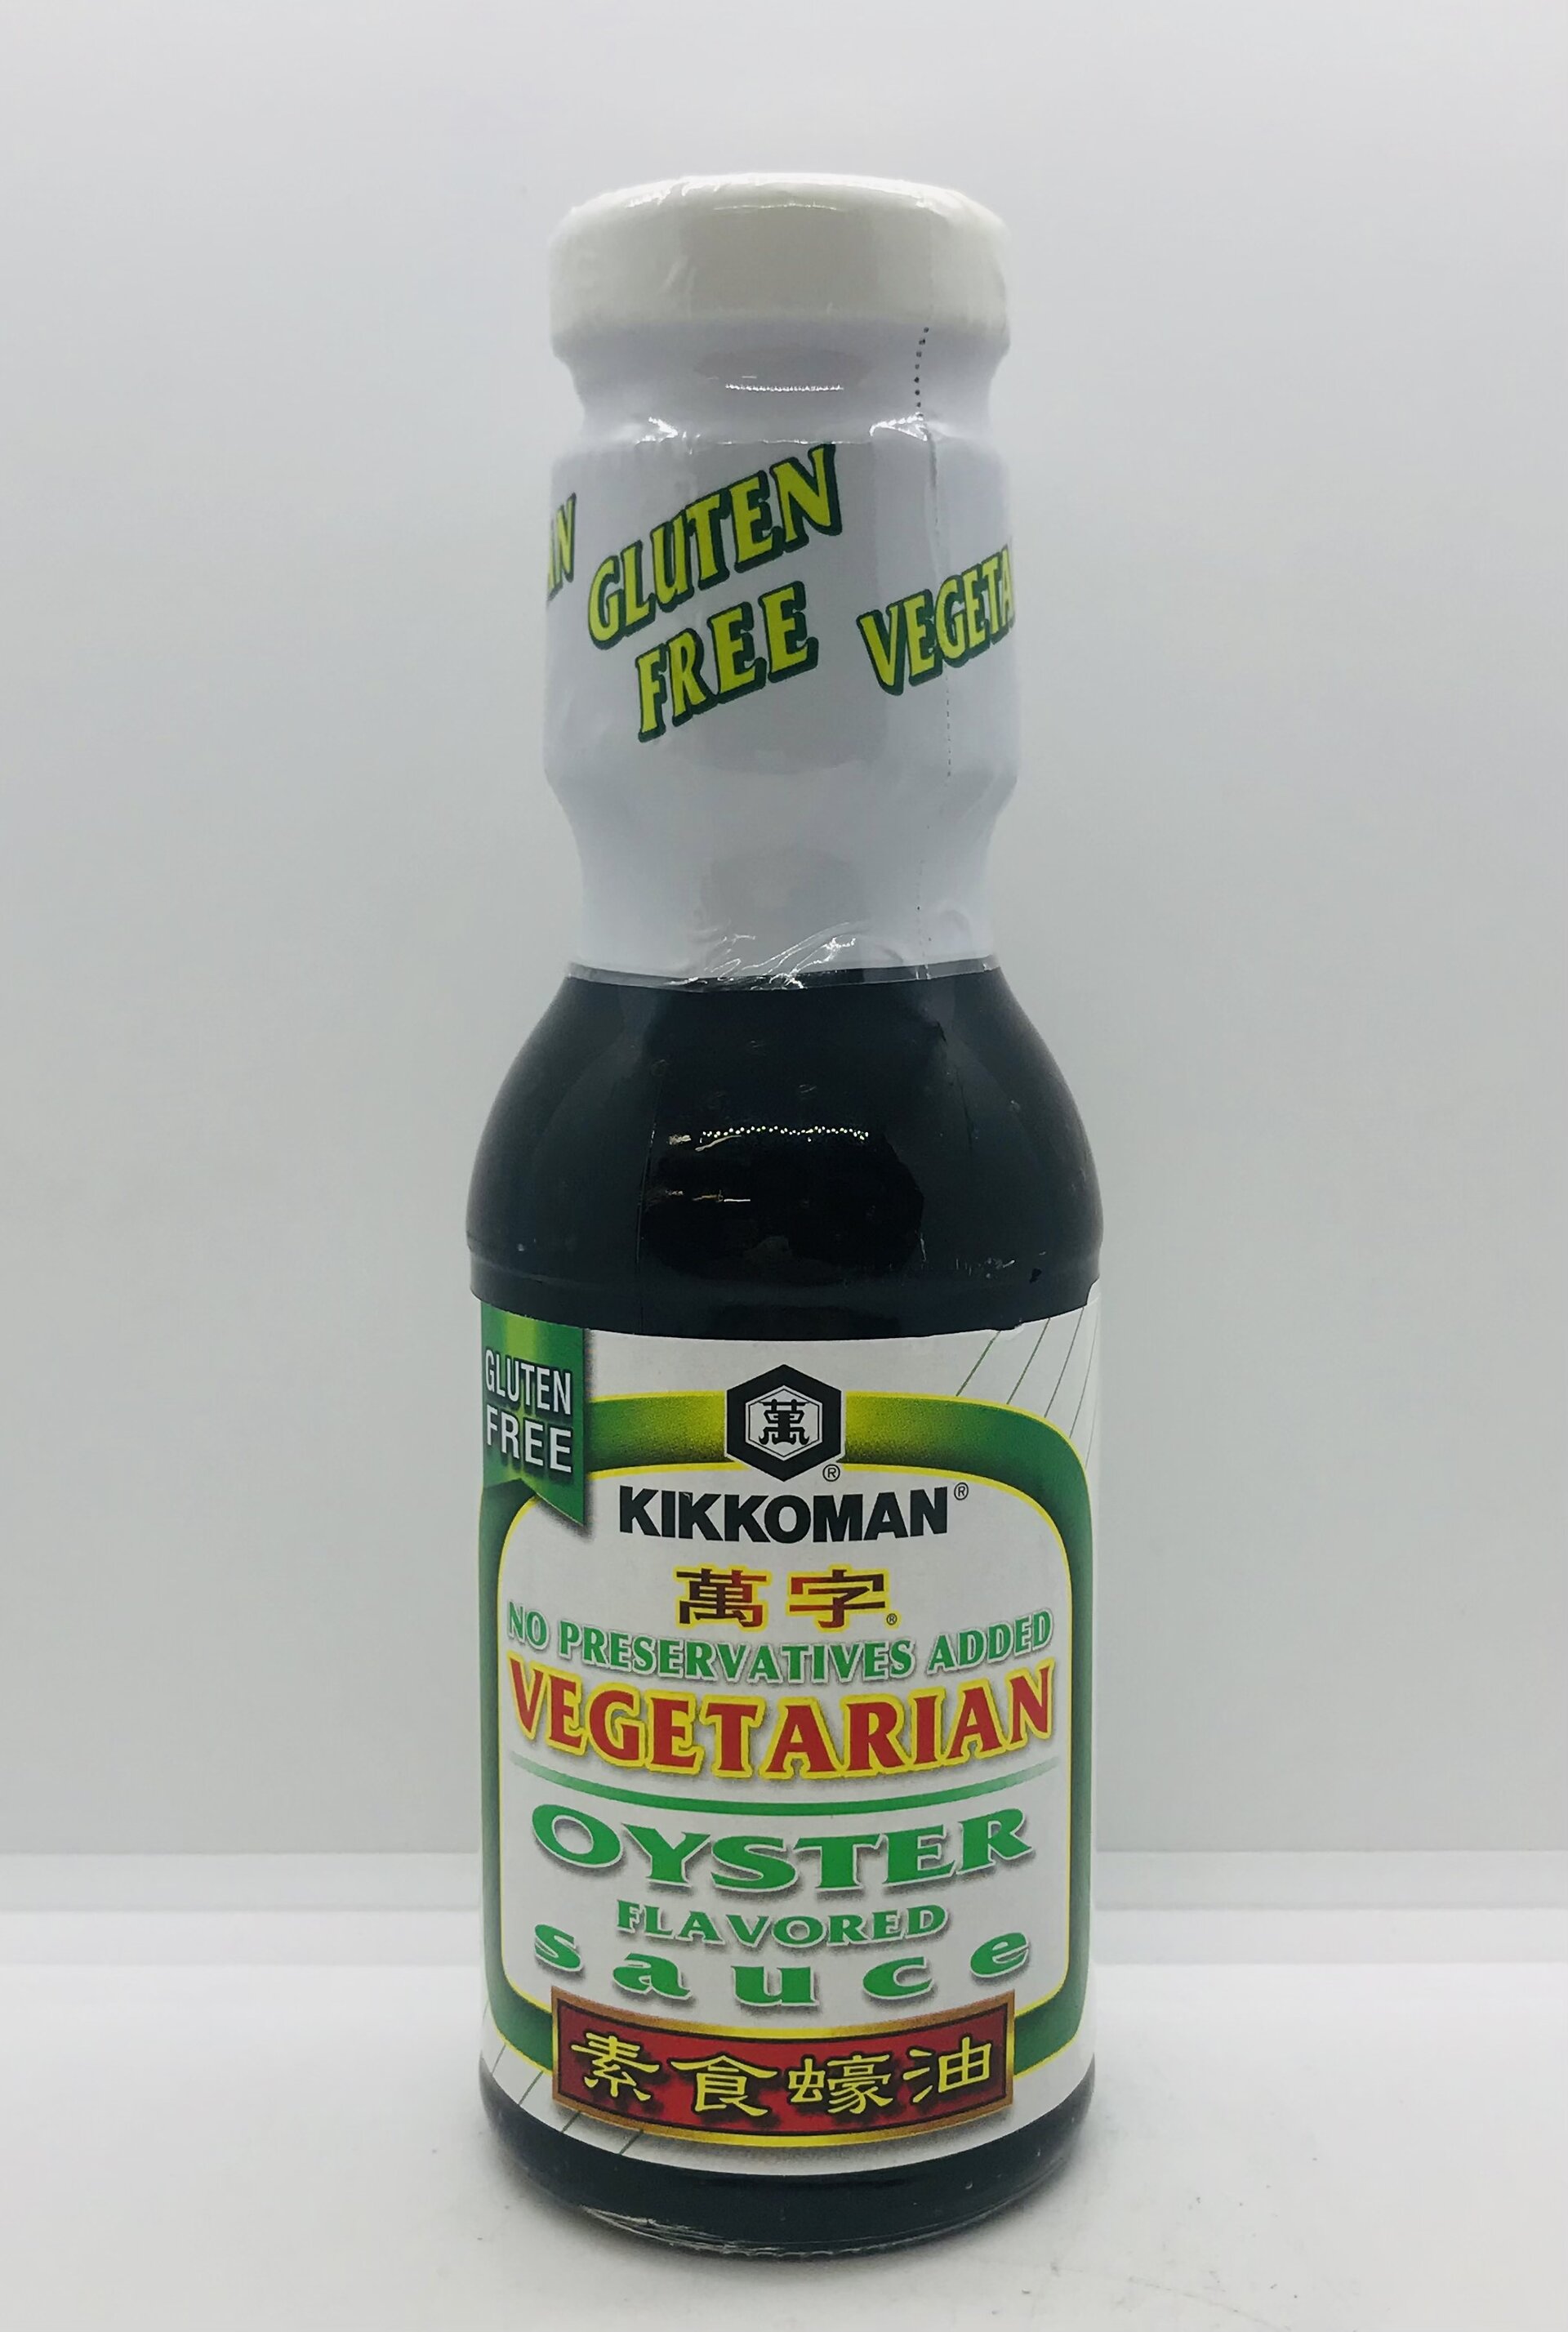 GLUTEN
FREE
VEGETA
GLUTEN
FREE
萬
®
KIKKOMAN®
萬字®
NO PRESERVATIVES ADDED
VEGETARIAN
OYSTER
FLAVORED
sauce
素食蠔油